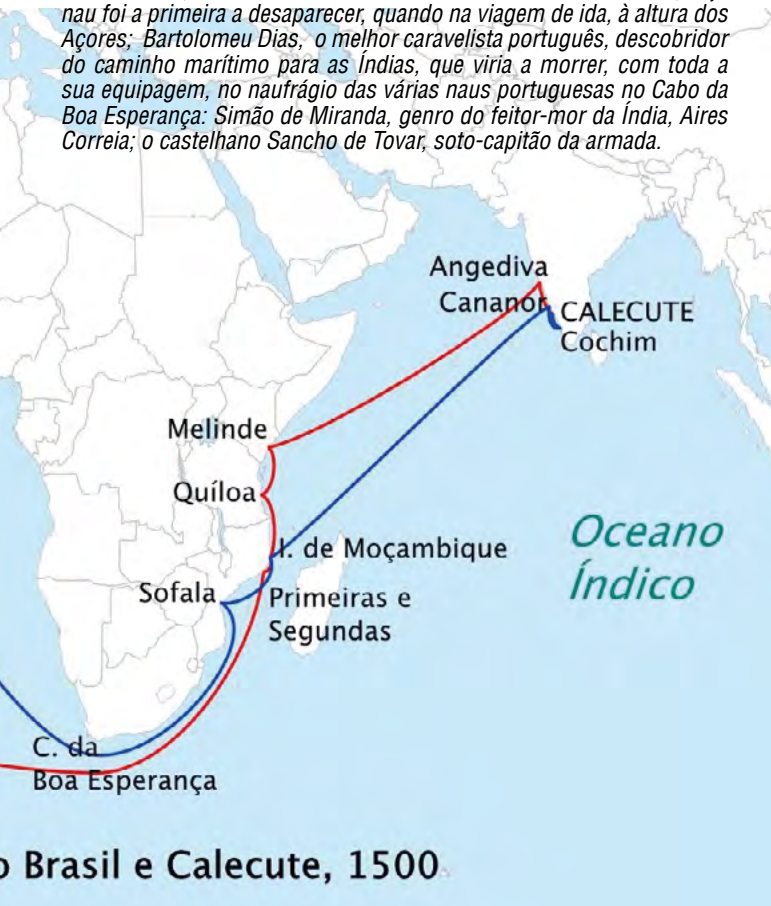 nau foi a primeira a desaparecer, quando na viagem de ida, à altura dos
Açores; Bartolomeu Dias, o melhor caravelista português, descobridor
do caminho marítimo para as Índias, que viria a morrer, com toda a
sua equipagem, no naufrágio das várias naus portuguesas no Cabo da
Boa Esperança: Simão de Miranda, genro do feitor-mor da Índia, Aires
Correia; o castelhano Sancho de Tovar, soto-capitão da armada.
Angediva
Cananor
CALECUTE
Cochim
Melinde
Quíloa
I. de Moçambique
Oceano
Índico
Sofala
Primeiras e
Segundas
C. da
Boa Esperança
o Brasil e Calecute, 1500